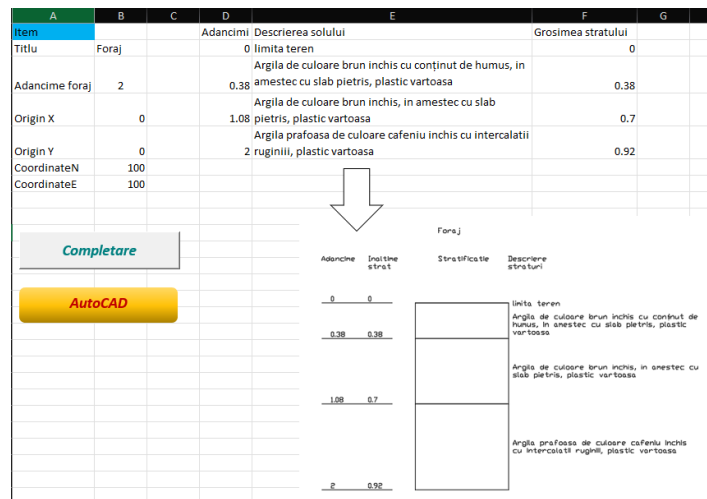 A B C D E F G
Item Adancimi Descrierea solului Grosimea stratului
Titlu Foraj 0 limita teren 0
Argila de culoare brun inchis cu conținut de humus, in
Adancime foraj 2 0.38 amestec cu slab pietris, plastic vartoasa 0.38
Argila de culoare brun inchis, in amestec cu slab
Origin X 0 1.08 pietris, plastic vartoasa 0.7
Argila prafoasa de culoare cafeniu inchis cu intercalatii
Origin Y 0 2 ruginiii, plastic vartoasa 0.92
CoordinateN 100
CoordinateE 100
Completare
AutoCAD
Foraj
Adancime Inaltime Stratificatie Descriere
strat straturi
0 0 limita teren
Argila de culoare brun inchis cu conținut de
humus, in amestec cu slab pietris, plastic
0.38 0.38 vartoasa
Argila de culoare brun inchis, in amestec cu
slab pietris, plastic vartoasa
1.08 0.7
Argila prafoasa de culoare cafeniu inchis
cu intercalatii ruginiii, plastic vartoasa
2 0.92